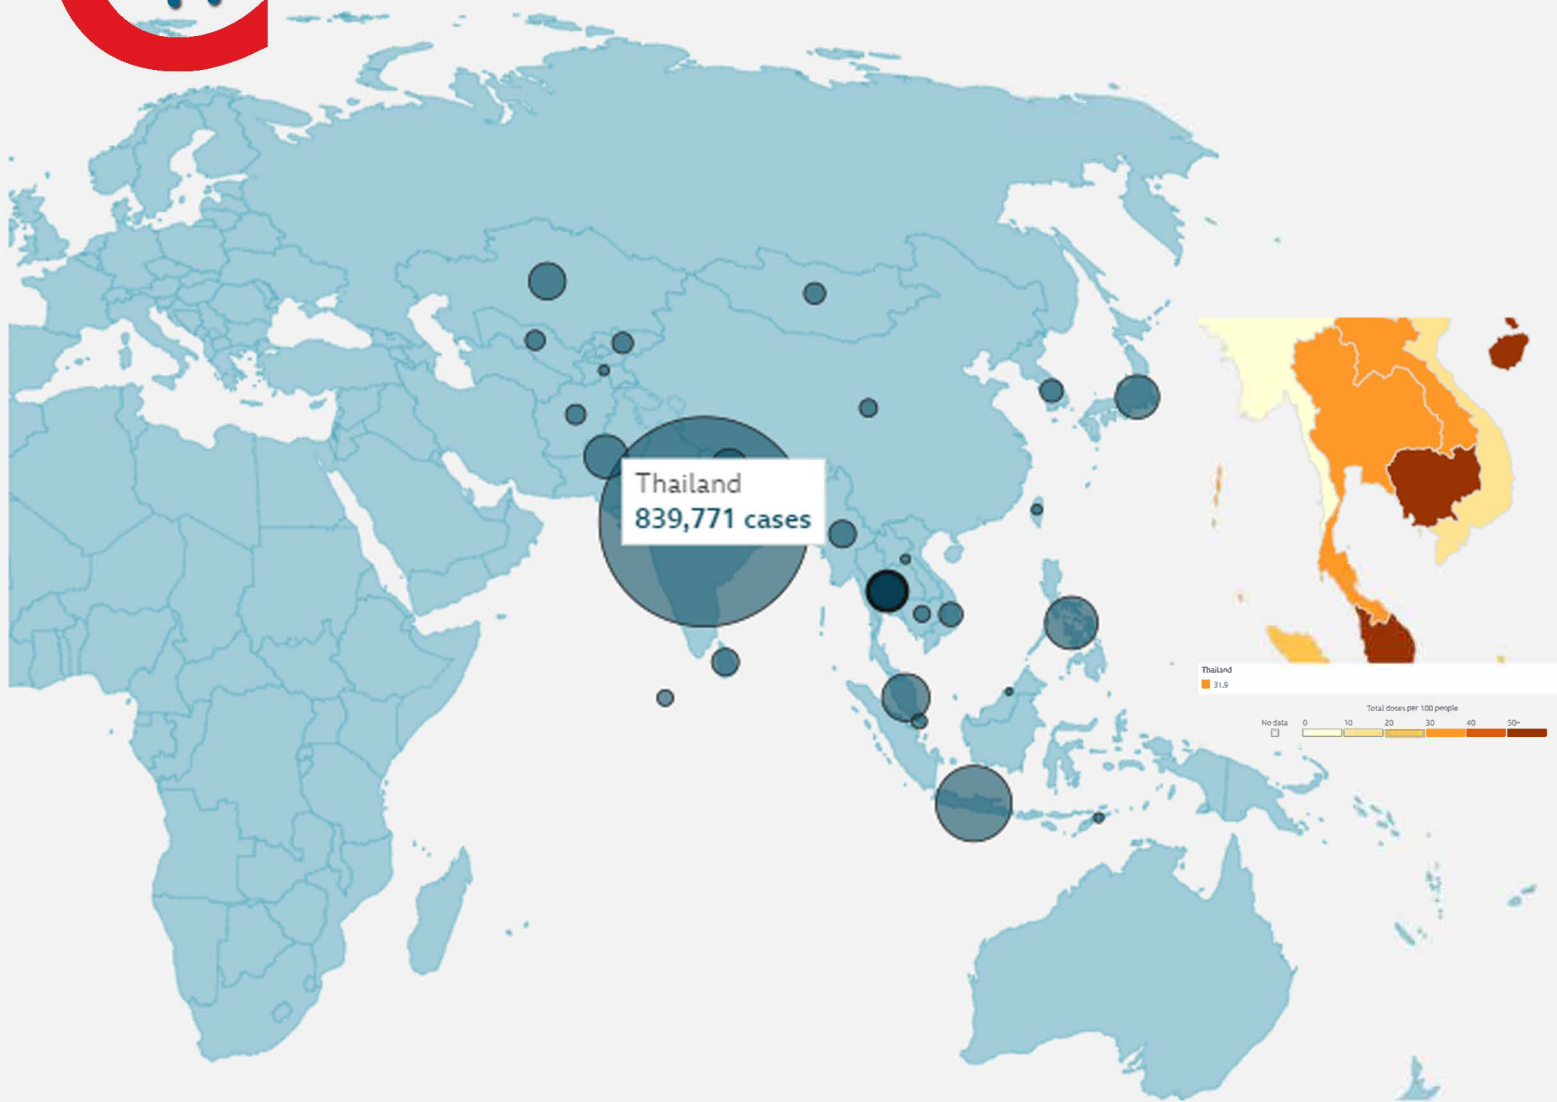 Thailand
839,771 cases
Thailand
31.9
Total doses per 100 people
No data 0 10 20 30 40 50+